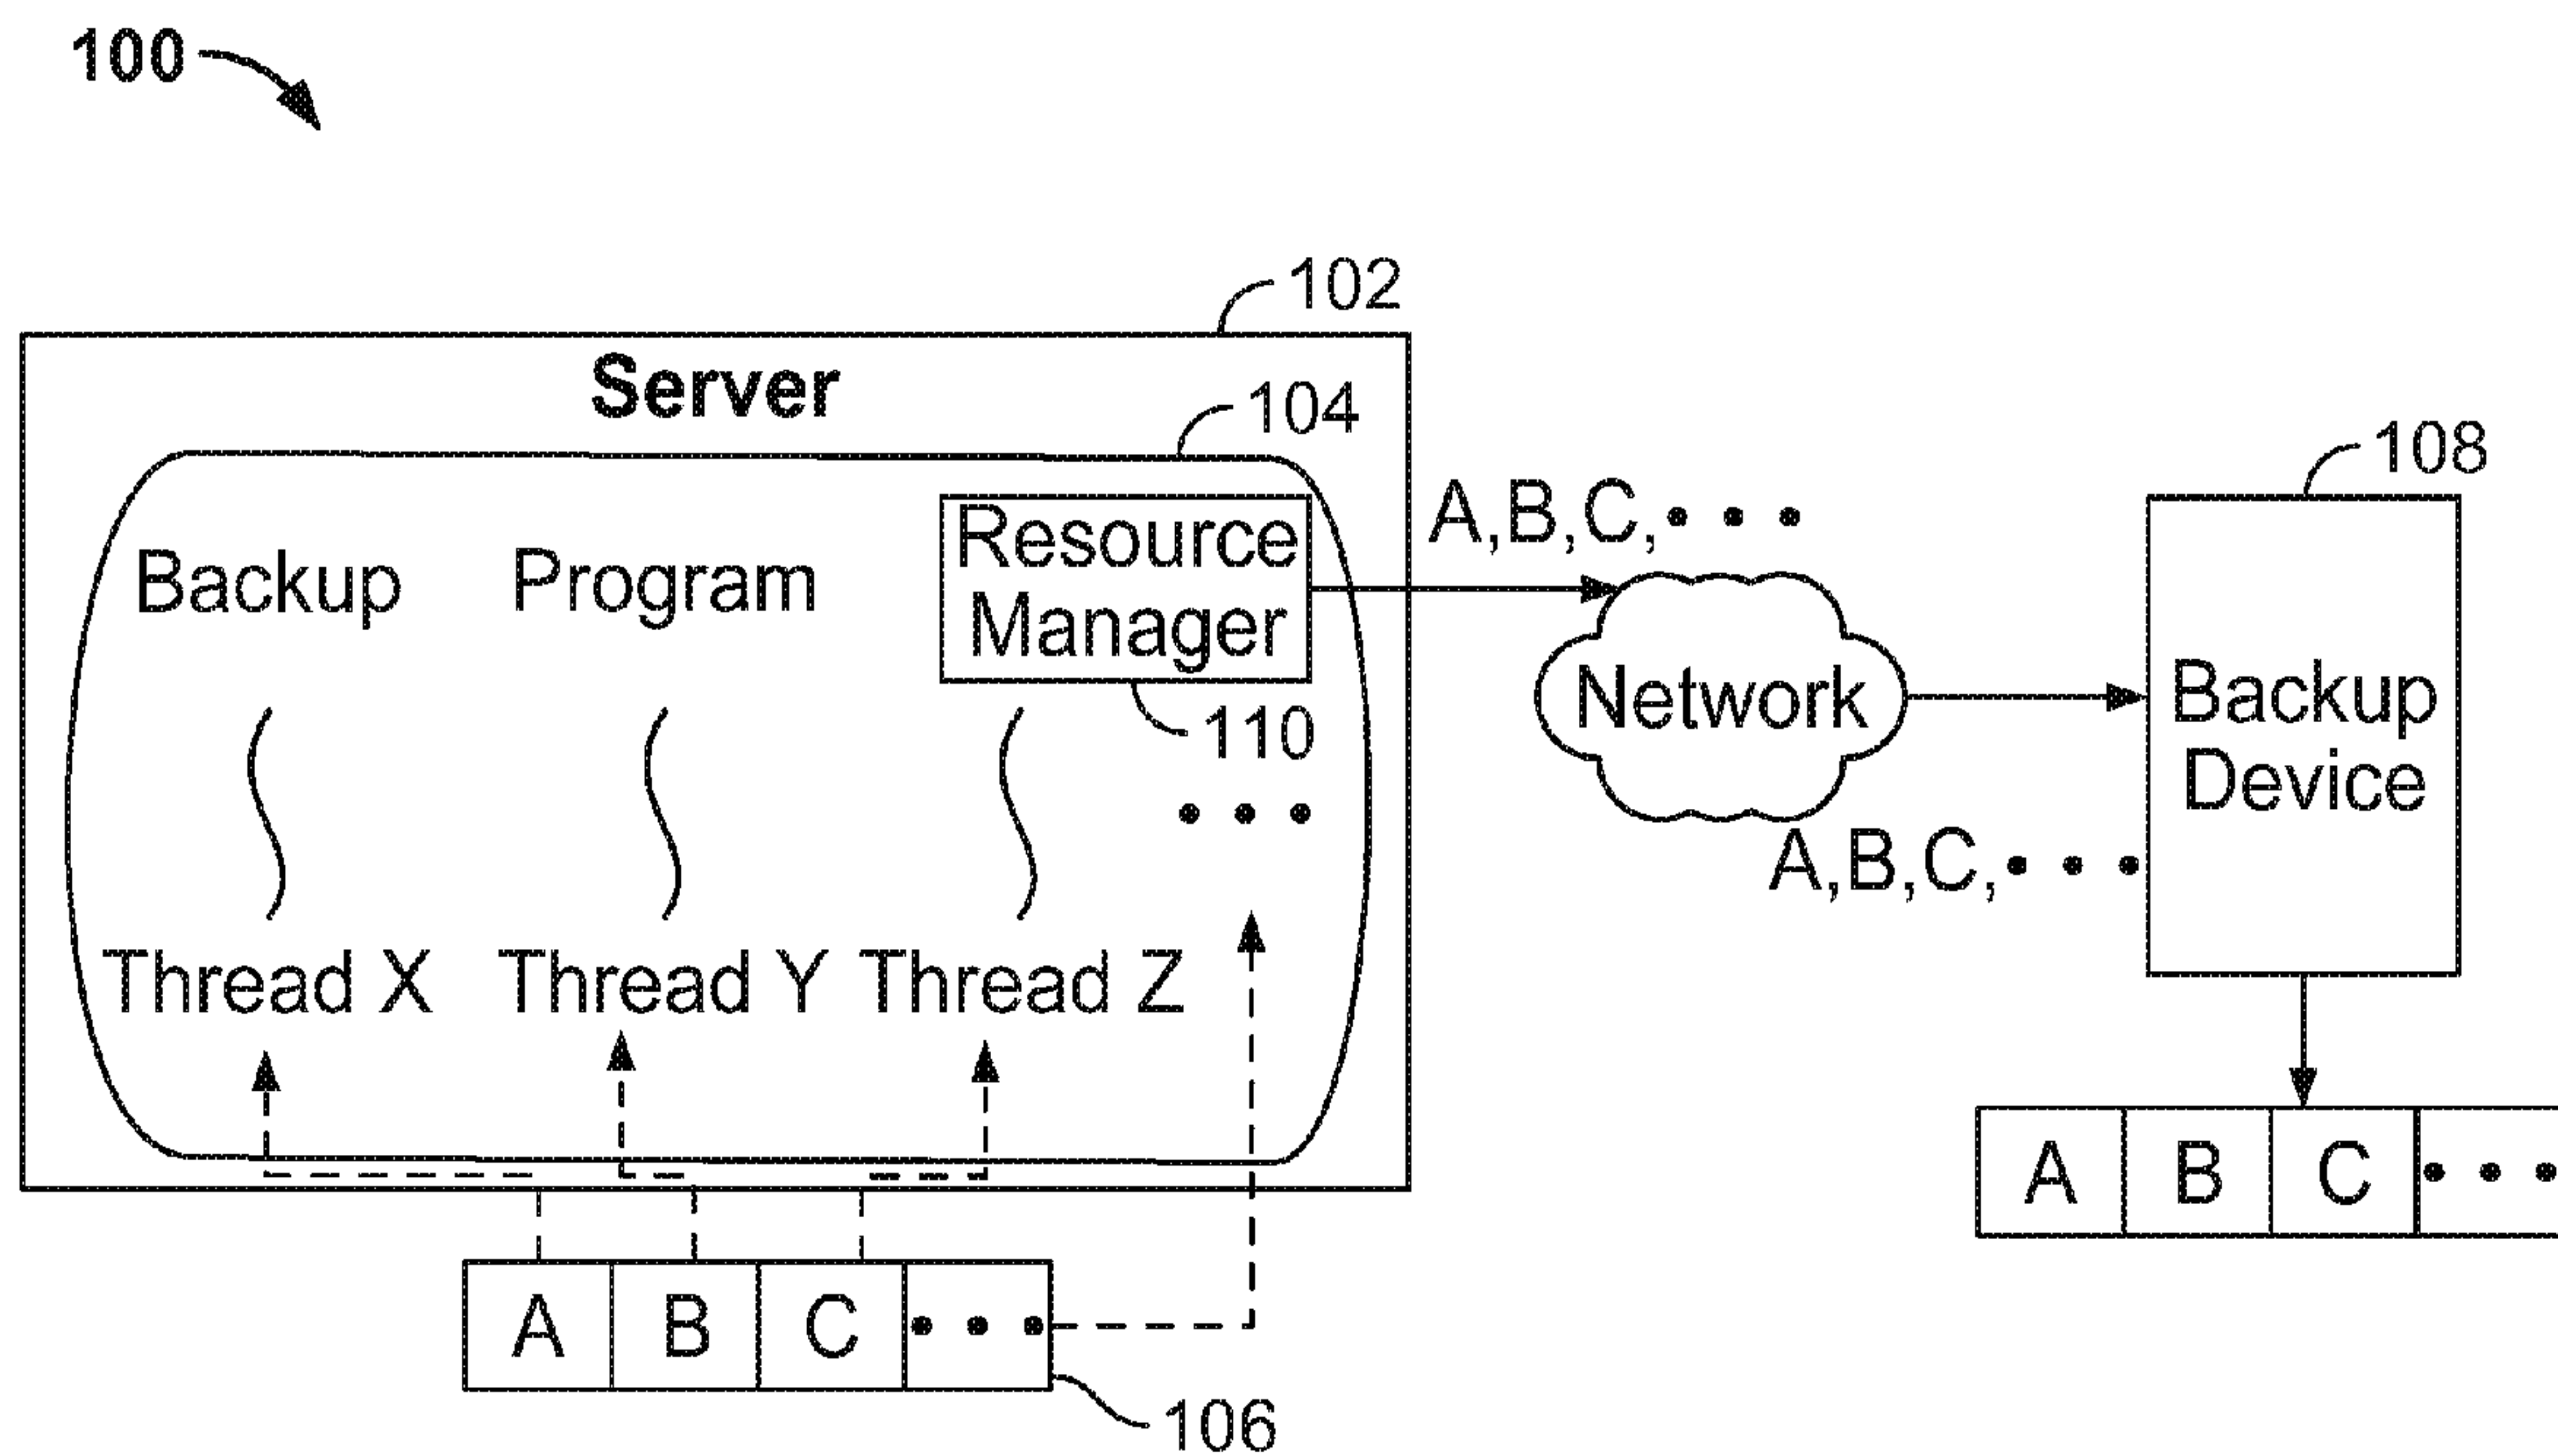 100
102
Server
104
108
Backup Program
Resource
Manager
A,B,C,• • •
110
Network
Backup
Device
• • •
A,B,C,• • •
Thread X Thread Y Thread Z
A B C • • •
A B C • • •
106